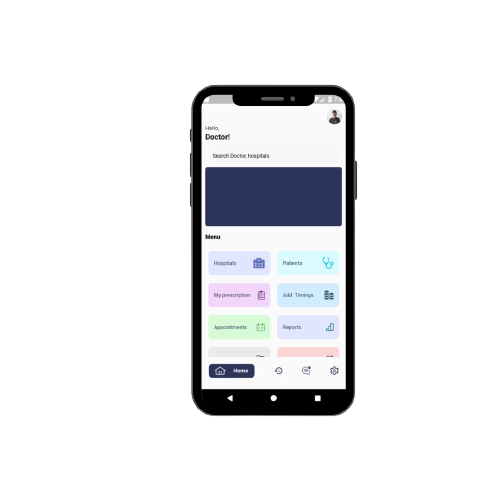 Hello,
Doctor!
Search Doctor, hospitals
Menu
Hospitals
Patients
My prescription
Add Timings
Appointments
Reports
Home